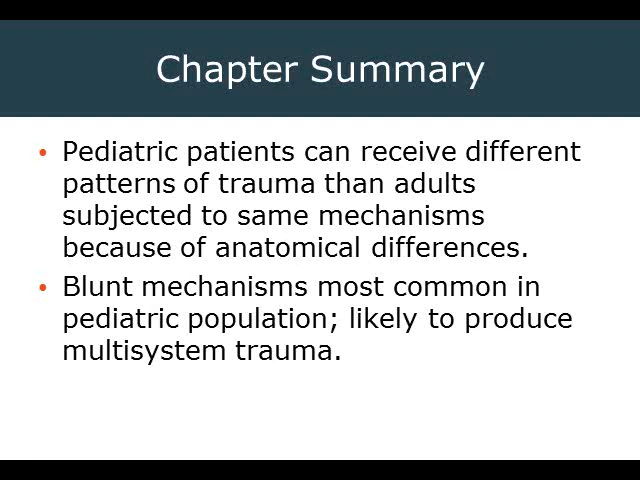 Chapter Summary
• Pediatric patients can receive different
patterns of trauma than adults
subjected to same mechanisms
because of anatomical differences.
• Blunt mechanisms most common in
pediatric population; likely to produce
multisystem trauma.